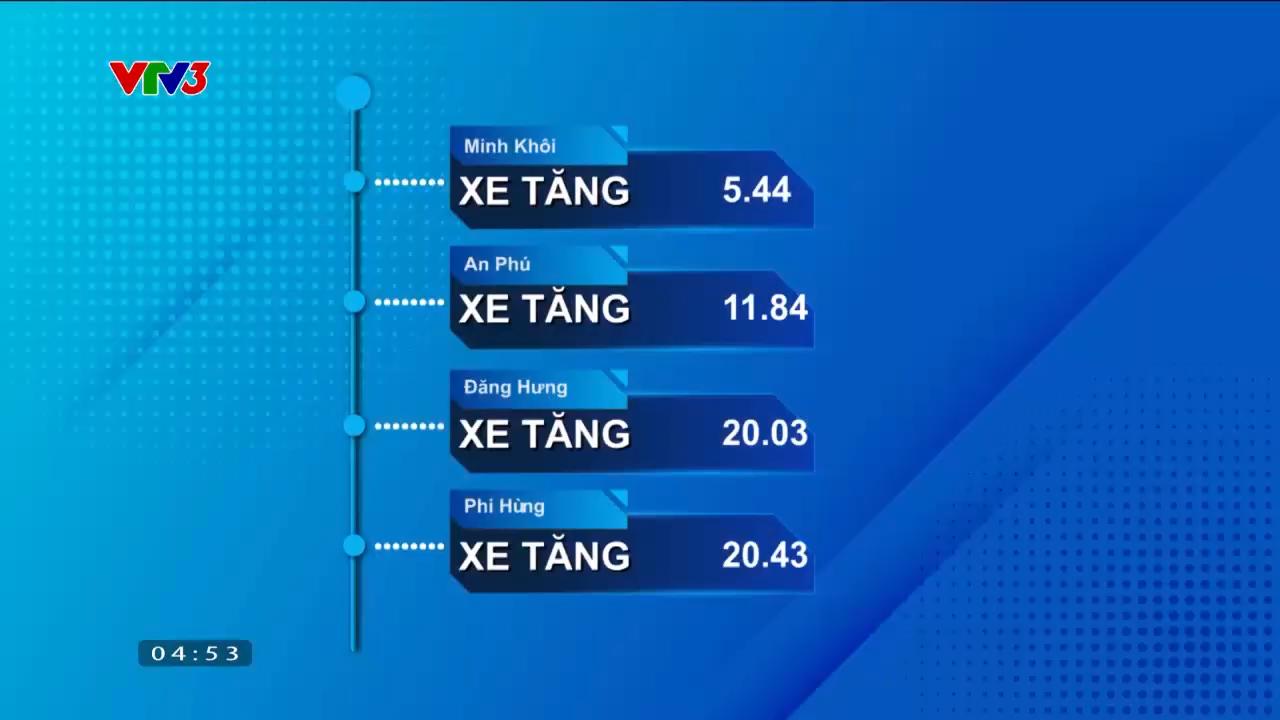 VTV3
Minh Khôi
XE TĂNG 5.44
An Phú
XE TĂNG 11.84
Đăng Hưng
XE TĂNG 20.03
Phi Hùng
XE TĂNG 20.43
04:53